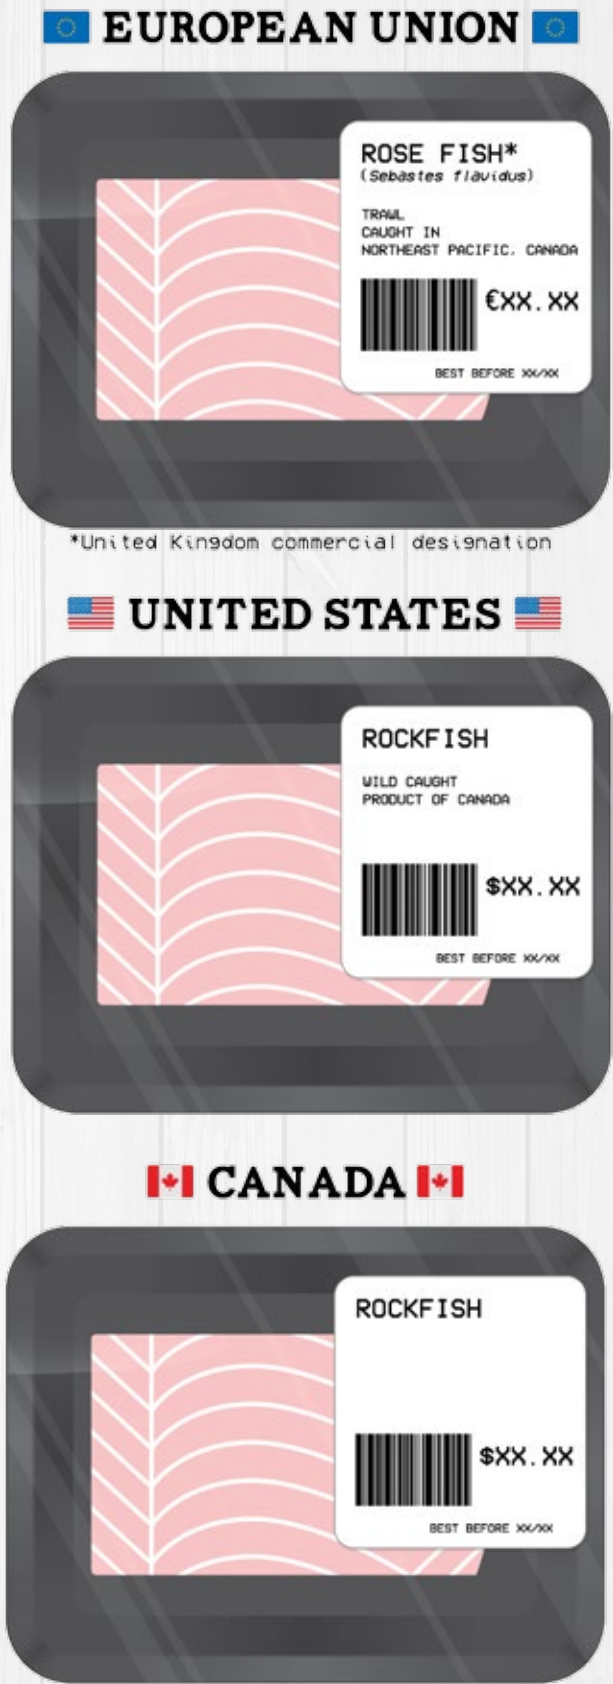 EUROPEAN UNION
ROSE FISH*
(Sebastes flavidus)
TRAWL
CAUGHT IN
NORTHEAST PACIFIC, CANADA
€XX.XX
BEST BEFORE XX/XX
*United Kingdom commercial designation
UNITED STATES
ROCKFISH
WILD CAUGHT
PRODUCT OF CANADA
$XX.XX
BEST BEFORE XX/XX
CANADA
ROCKFISH
$XX.XX
BEST BEFORE XX/XX